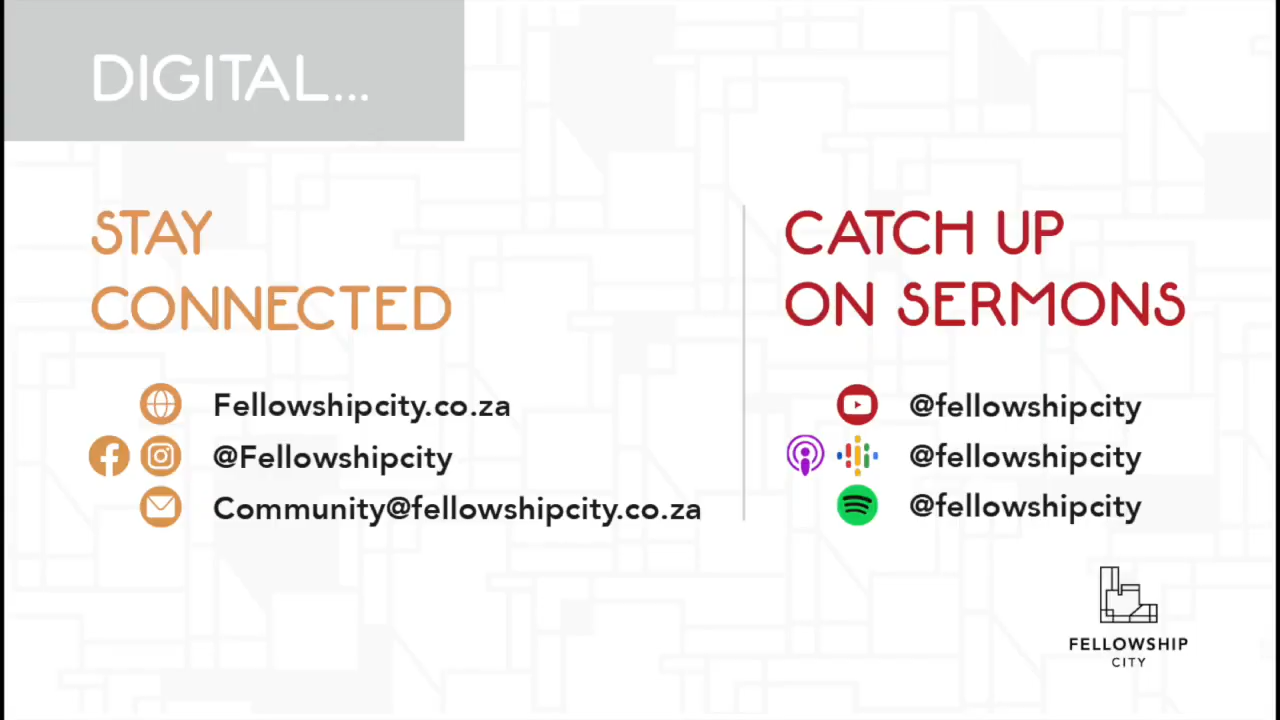 DIGITAL...
STAY
CONNECTED
Fellowshipcity.co.za
@Fellowshipcity
Community@fellowshipcity.co.za
CATCH UP
ON SERMONS
@fellowshipcity
@fellowshipcity
@fellowshipcity
FELLOWSHIP
CITY